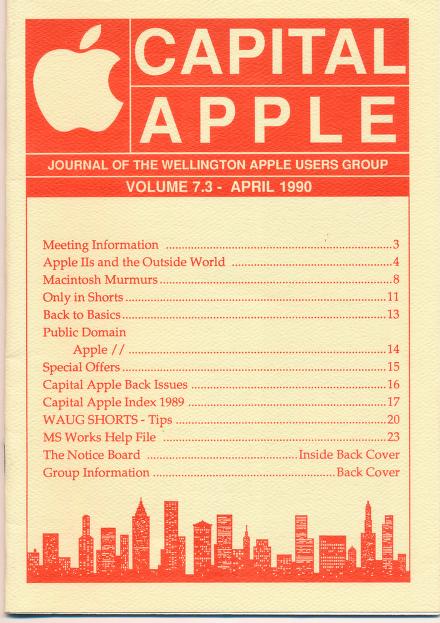 CAPITAL
APPLE
JOURNAL OF THE WELLINGTON APPLE USERS GROUP
VOLUME 7.3 - APRIL 1990
Meeting Information ........................................................3
Apple IIs and the Outside World ........................................4
Macintosh Murmurs ........................................................8
Only in Shorts ........................................................11
Back to Basics ........................................................13
Public Domain
Apple // ........................................................14
Special Offers ........................................................15
Capital Apple Back Issues ................................................16
Capital Apple Index 1989 ................................................17
WAUG SHORTS - Tips ................................................20
MS Works Help File ................................................23
The Notice Board ........................................Inside Back Cover
Group Information ................................................Back Cover